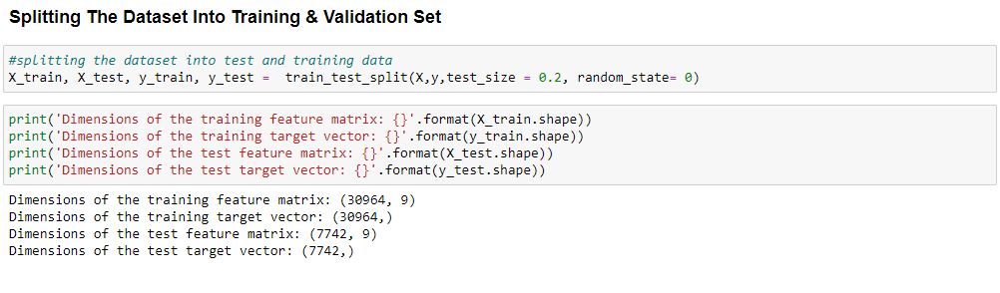 Splitting The Dataset Into Training & Validation Set
#splitting the dataset into test and training data
X_train, X_test, y_train, y_test =  train_test_split(X,y,test_size = 0.2, random_state= 0)
print('Dimensions of the training feature matrix: {}'.format(X_train.shape))
print('Dimensions of the training target vector: {}'.format(y_train.shape))
print('Dimensions of the test feature matrix: {}'.format(X_test.shape))
print('Dimensions of the test target vector: {}'.format(y_test.shape))
Dimensions of the training feature matrix: (30964, 9)
Dimensions of the training target vector: (30964,)
Dimensions of the test feature matrix: (7742, 9)
Dimensions of the test target vector: (7742,)